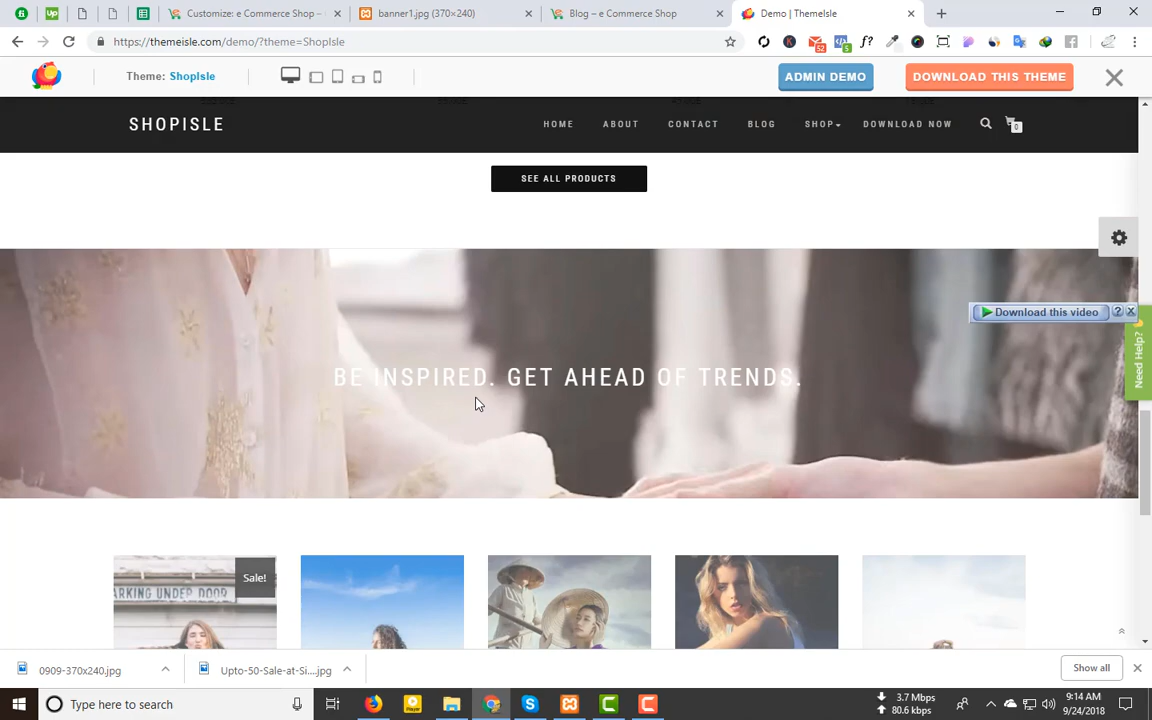 Customize: e Commerce Shop –
banner1.jpg (370×240)
Blog – e Commerce Shop
Demo | ThemeIsle
https://themeisle.com/demo/?theme=ShopIsle
52
5
f?
Theme: ShopIsle
ADMIN DEMO
DOWNLOAD THIS THEME
SHOPISLE
HOME
ABOUT
CONTACT
BLOG
SHOP
DOWNLOAD NOW
0
SEE ALL PRODUCTS
Download this video
?
Need Help?
BE INSPIRED. GET AHEAD OF TRENDS.
Sale!
ARKING UNDER DOOR
0909-370x240.jpg
Upto-50-Sale-at-Si....jpg
Show all
Type here to search
3.7 Mbps
80.6 kbps
9:14 AM
9/24/2018